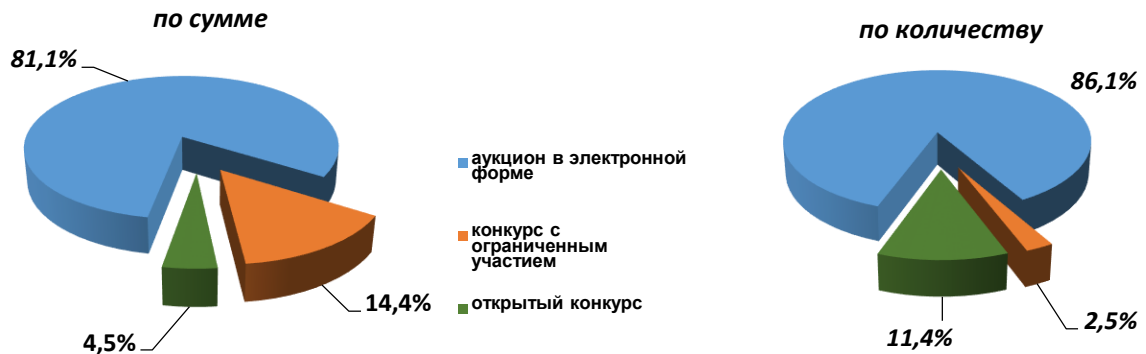 по сумме
81,1%
14,4%
4,5%
аукцион в электронной
форме
конкурс с
ограниченным
участием
открытый конкурс
по количеству
86,1%
2,5%
11,4%